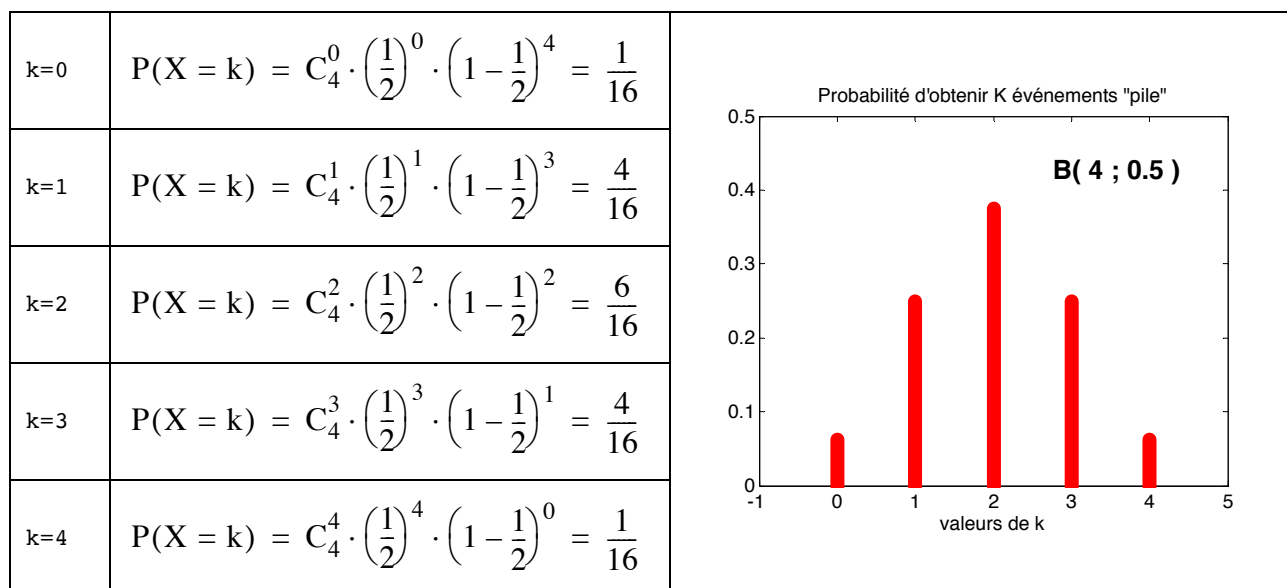 k=0 P(X = k) = C_4^0 · (1/2)^0 · (1 – 1/2)^4 = 1/16
k=1 P(X = k) = C_4^1 · (1/2)^1 · (1 – 1/2)^3 = 4/16
k=2 P(X = k) = C_4^2 · (1/2)^2 · (1 – 1/2)^2 = 6/16
k=3 P(X = k) = C_4^3 · (1/2)^3 · (1 – 1/2)^1 = 4/16
k=4 P(X = k) = C_4^4 · (1/2)^4 · (1 – 1/2)^0 = 1/16
Probabilité d'obtenir K événements "pile"
B( 4 ; 0.5 )
0.5
0.4
0.3
0.2
0.1
0
-1 0 1 2 3 4 5
valeurs de k